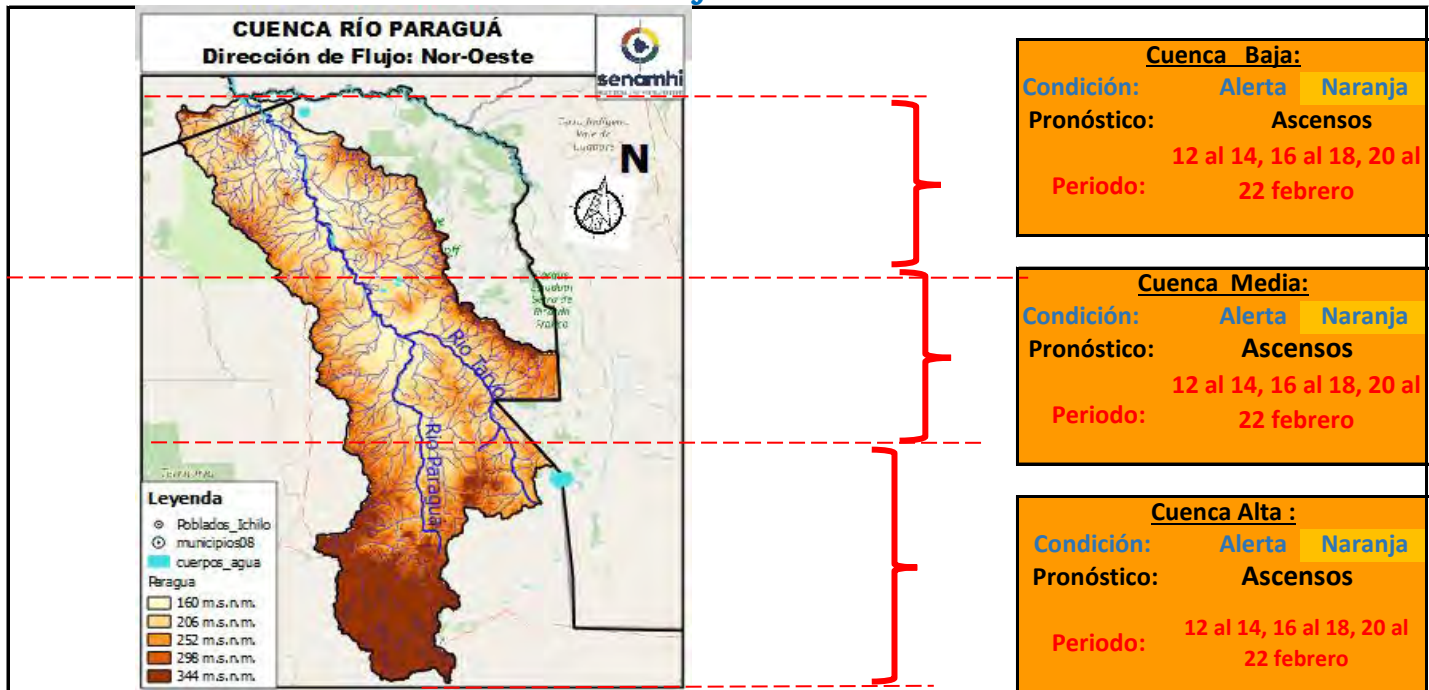 CUENCA RÍO PARAGUÁ
Dirección de Flujo: Nor-Oeste
senamhi
N
Río Tarvo
Río Paraguá
Leyenda
Poblados_Ichilo
municipios08
cuerpos_agua
Paragua
160 m.s.n.m.
206 m.s.n.m.
252 m.s.n.m.
298 m.s.n.m.
344 m.s.n.m.
Cuenca Baja:
Condición: Alerta Naranja
Pronóstico: Ascensos
12 al 14, 16 al 18, 20 al
Periodo: 22 febrero
Cuenca Media:
Condición: Alerta Naranja
Pronóstico: Ascensos
12 al 14, 16 al 18, 20 al
Periodo: 22 febrero
Cuenca Alta :
Condición: Alerta Naranja
Pronóstico: Ascensos
Periodo: 12 al 14, 16 al 18, 20 al
22 febrero